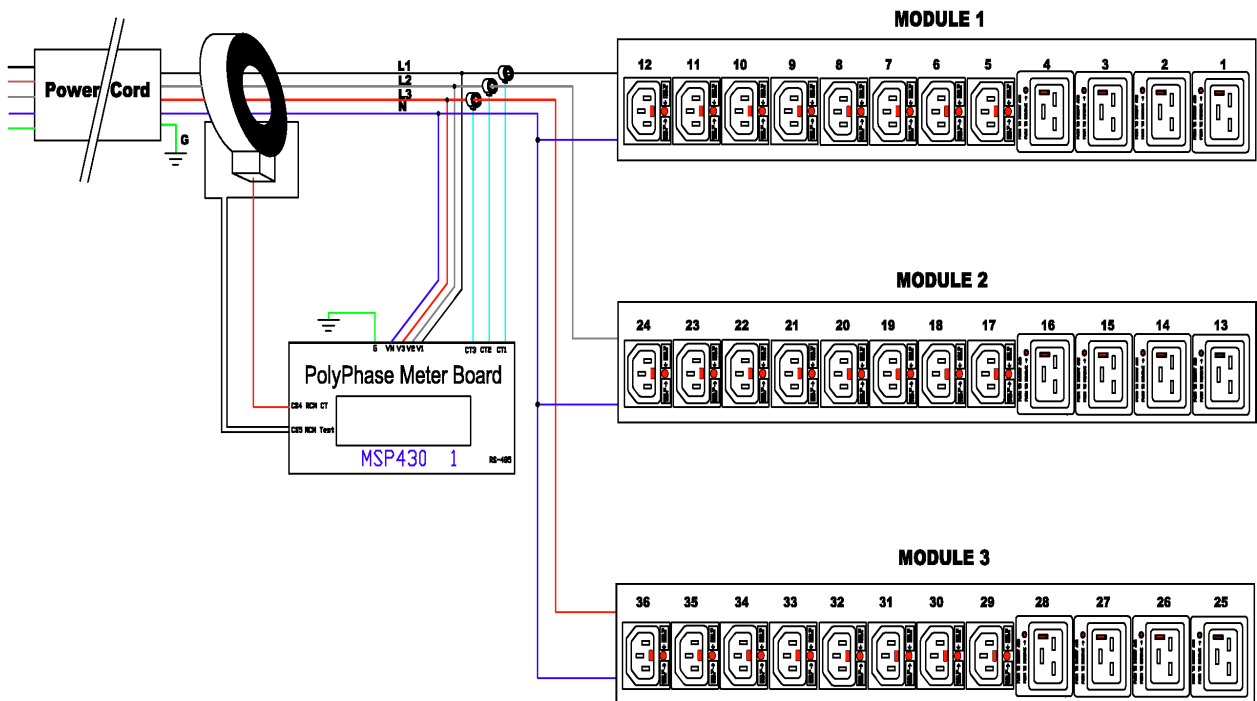 MODULE 1
12 11 10 9 8 7 6 5 4 3 2 1
Power Cord
L1
L2
L3
N
G
MODULE 2
24 23 22 21 20 19 18 17 16 15 14 13
G VN V3 V2 V1 CT3 CT2 CT1
PolyPhase Meter Board
CS4 RCM CT
CS5 RCM Test
MSP430 1
RS-485
MODULE 3
36 35 34 33 32 31 30 29 28 27 26 25